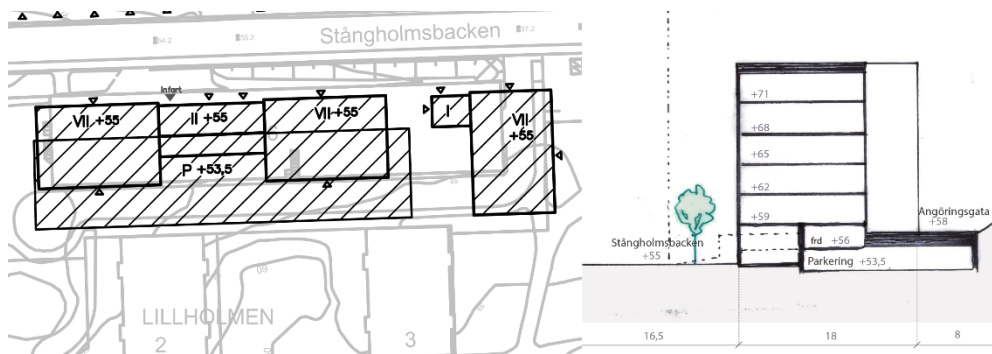 Stångholmsbacken
54.2
55.2
57.2
Infart
VII +55
II +55
VII +55
I
VII
+55
P +53,5
LILLHOLMEN
2
3
+71
+68
+65
+62
+59
Angöringsgata
+58
Stångholmsbacken
+55
frd +56
Parkering +53,5
16,5
18
8